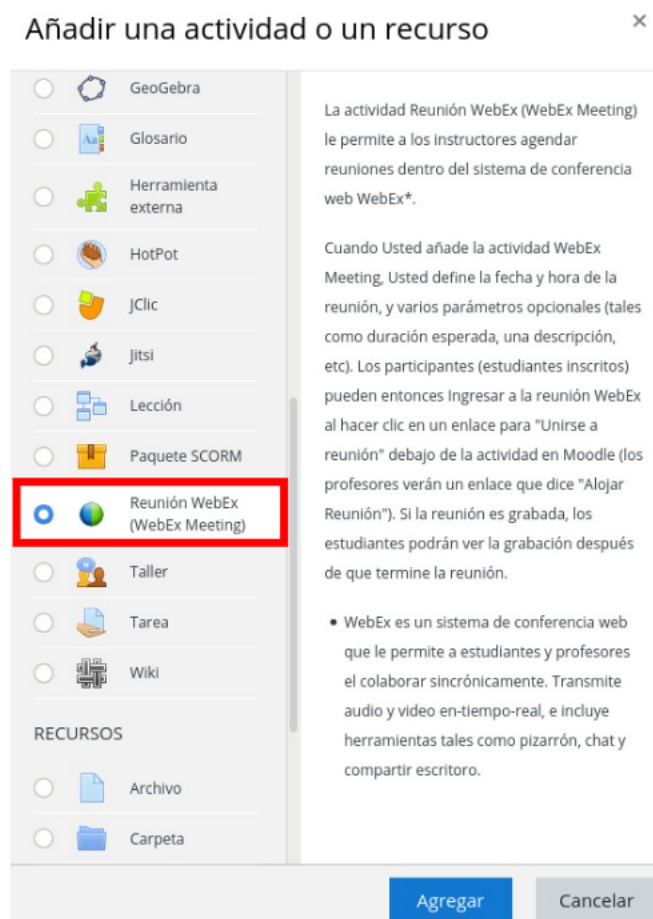 Añadir una actividad o un recurso
×
GeoGebra
Glosario
Herramienta
externa
HotPot
JClic
Jitsi
Lección
Paquete SCORM
Reunión WebEx
(WebEx Meeting)
Taller
Tarea
Wiki
RECURSOS
Archivo
Carpeta
La actividad Reunión WebEx (WebEx Meeting)
le permite a los instructores agendar
reuniones dentro del sistema de conferencia
web WebEx*.
Cuando Usted añade la actividad WebEx
Meeting, Usted define la fecha y hora de la
reunión, y varios parámetros opcionales (tales
como duración esperada, una descripción,
etc). Los participantes (estudiantes inscritos)
pueden entonces Ingresar a la reunión WebEx
al hacer clic en un enlace para "Unirse a
reunión" debajo de la actividad en Moodle (los
profesores verán un enlace que dice "Alojar
Reunión"). Si la reunión es grabada, los
estudiantes podrán ver la grabación después
de que termine la reunión.
• WebEx es un sistema de conferencia web
que le permite a estudiantes y profesores
el colaborar sincrónicamente. Transmite
audio y video en-tiempo-real, e incluye
herramientas tales como pizarrón, chat y
compartir escritoro.
Agregar
Cancelar